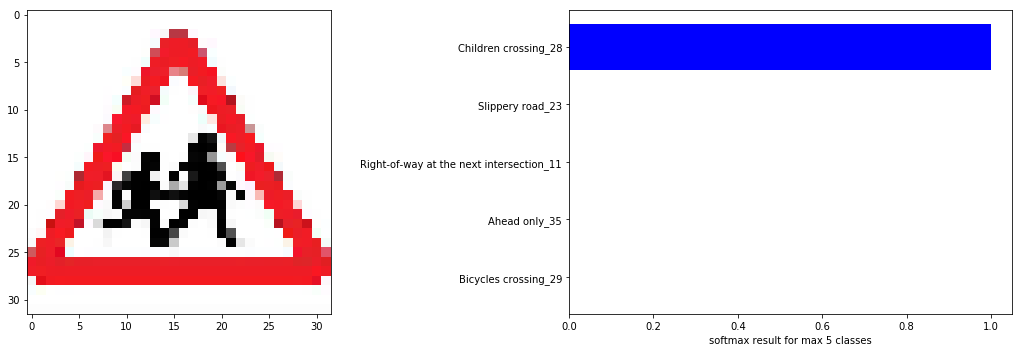 0
5
10
15
20
25
30
0 5 10 15 20 25 30
Children crossing_28
Slippery road_23
Right-of-way at the next intersection_11
Ahead only_35
Bicycles crossing_29
0.0 0.2 0.4 0.6 0.8 1.0
softmax result for max 5 classes